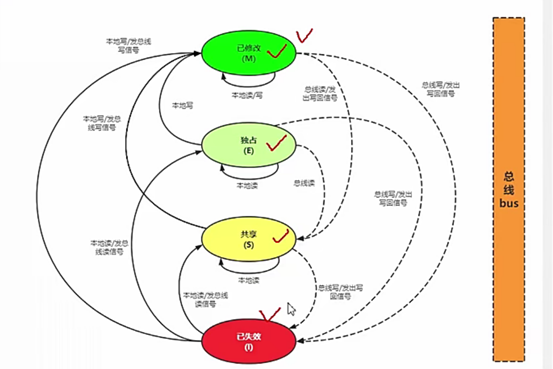 本地写/发总线
写信号
已修改
(M)
本地读/写
总线读/发
出写回信号
总线写/发出
写回信号
本地写/发总
线写信号
本地写
独占
(E)
本地读
总线读
总线写/发出
写回信号
总线
bus
共享
(S)
本地读
本地读/发总
线读信号
本地读/发总线
读信号
总线写/发出写
回信号
已失效
(I)